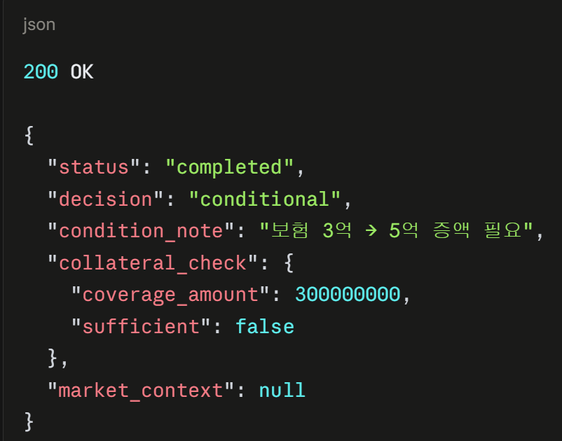 json
200 OK
{
  "status": "completed",
  "decision": "conditional",
  "condition_note": "보험 3억 → 5억 증액 필요",
  "collateral_check": {
    "coverage_amount": 300000000,
    "sufficient": false
  },
  "market_context": null
}